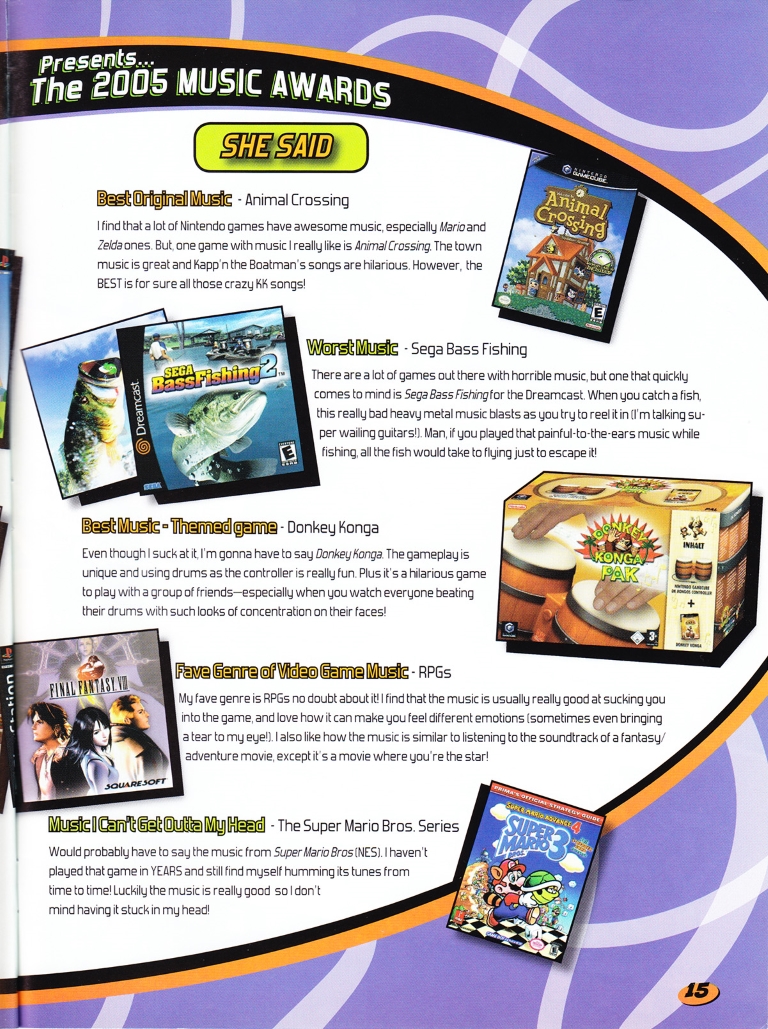 Presents...
The 2005 MUSIC AWARDS
SHE SAID
Best Original Music - Animal Crossing
I find that a lot of Nintendo games have awesome music, especially Mario and
Zelda ones. But, one game with music I really like is Animal Crossing. The town
music is great and Kapp'n the Boatman's songs are hilarious. However, the
BEST is for sure all those crazy KK songs!
NINTENDO
GAMECUBE
Animal
Crossing
EVERYONE
E
Nintendo
Worst Music - Sega Bass Fishing
There are a lot of games out there with horrible music, but one that quickly
comes to mind is Sega Bass Fishing for the Dreamcast. When you catch a fish,
this really bad heavy metal music blasts as you try to reel it in (I'm talking su-
per wailing guitars!). Man, if you played that painful-to-the-ears music while
fishing, all the fish would take to flying just to escape it!
Dreamcast
SEGA
Bass Fishing 2
EVERYONE
E
Best Music - Themed game - Donkey Konga
Even though I suck at it, I'm gonna have to say Donkey Konga. The gameplay is
unique and using drums as the controller is really fun. Plus it's a hilarious game
to play with a group of friends—especially when you watch everyone beating
their drums with such looks of concentration on their faces!
Nintendo
DONKEY
KONGA
PAK
PAL
INHALT
+
DONKEY KONGA
3+
Fave Genre of Video Game Music - RPGs
My fave genre is RPGs no doubt about it! I find that the music is usually really good at sucking you
into the game, and love how it can make you feel different emotions (sometimes even bringing
a tear to my eye!). I also like how the music is similar to listening to the soundtrack of a fantasy/
adventure movie, except it's a movie where you're the star!
FINAL FANTASY VIII
SQUARESOFT
Music I Can't Get Outta My Head - The Super Mario Bros. Series
Would probably have to say the music from Super Mario Bros (NES). I haven't
played that game in YEARS and still find myself humming its tunes from
time to time! Luckily the music is really good so I don't
mind having it stuck in my head!
PRIMA'S OFFICIAL STRATEGY GUIDE
SUPER MARIO ADVANCE 4
SUPER
MARIO 3
BROS.
15